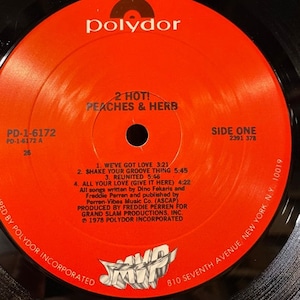 polydor
2 HOT!
PEACHES & HERB
PD-1-6172
PD-1-6172 A
26
SIDE ONE
2391 378
1. WE'VE GOT LOVE 3:21
2. SHAKE YOUR GROOVE THING 5:45
3. REUNITED 5:46
4. ALL YOUR LOVE (GIVE IT HERE) 4:22
All songs written by Dino Fekaris and
Freddie Perren and published by
Perren Vibes Music Co. (ASCAP)
PRODUCED BY FREDDIE PERREN FOR
GRAND SLAM PRODUCTIONS, INC.
℗ 1978 POLYDOR INCORPORATED
BY POLYDOR INCORPORATED
810 SEVENTH AVENUE, NEW YORK, N.Y. 10019